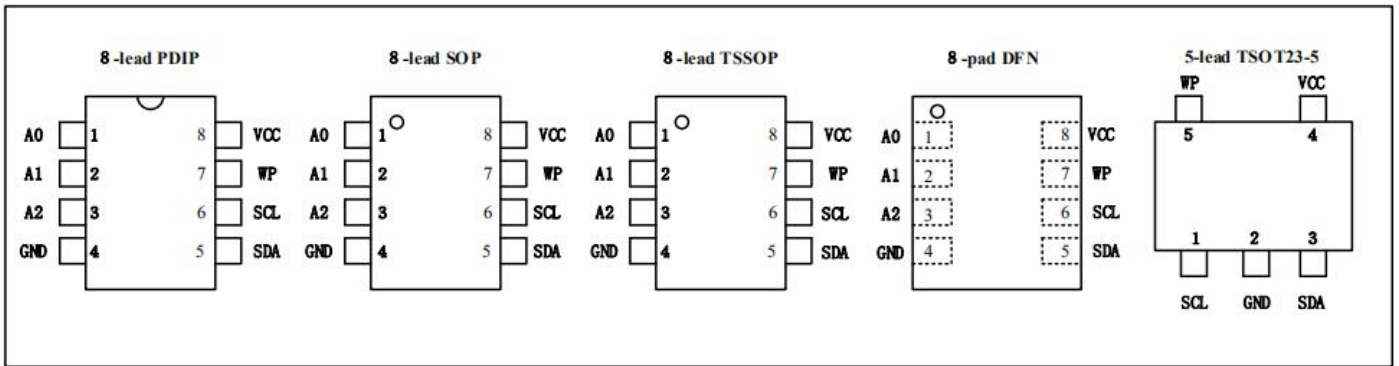 8-lead PDIP
A0 1 8 VCC
A1 2 7 WP
A2 3 6 SCL
GND 4 5 SDA
8-lead SOP
A0 1 8 VCC
A1 2 7 WP
A2 3 6 SCL
GND 4 5 SDA
8-lead TSSOP
A0 1 8 VCC
A1 2 7 WP
A2 3 6 SCL
GND 4 5 SDA
8-pad DFN
A0 1 8 VCC
A1 2 7 WP
A2 3 6 SCL
GND 4 5 SDA
5-lead TSOT23-5
WP VCC
5 4
1 2 3
SCL GND SDA